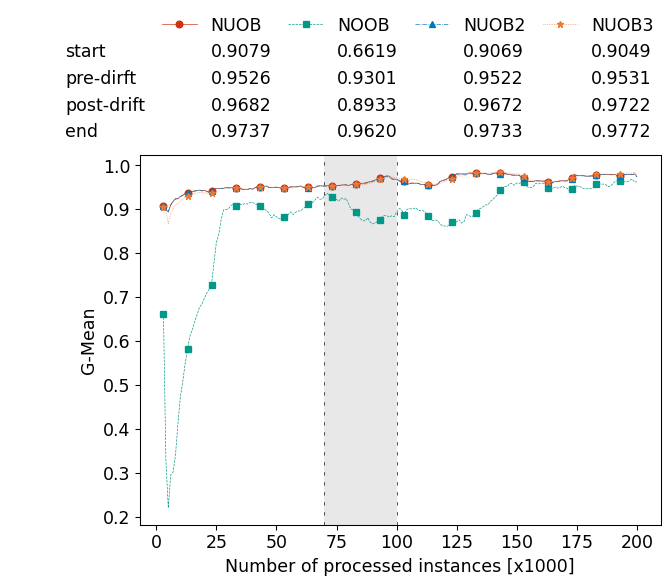 NUOB NOOB NUOB2 NUOB3
start 0.9079 0.6619 0.9069 0.9049
pre-dirft 0.9526 0.9301 0.9522 0.9531
post-drift 0.9682 0.8933 0.9672 0.9722
end 0.9737 0.9620 0.9733 0.9772
1.0
0.9
0.8
0.7
0.6
0.5
0.4
0.3
0.2
G-Mean
0 25 50 75 100 125 150 175 200
Number of processed instances [x1000]